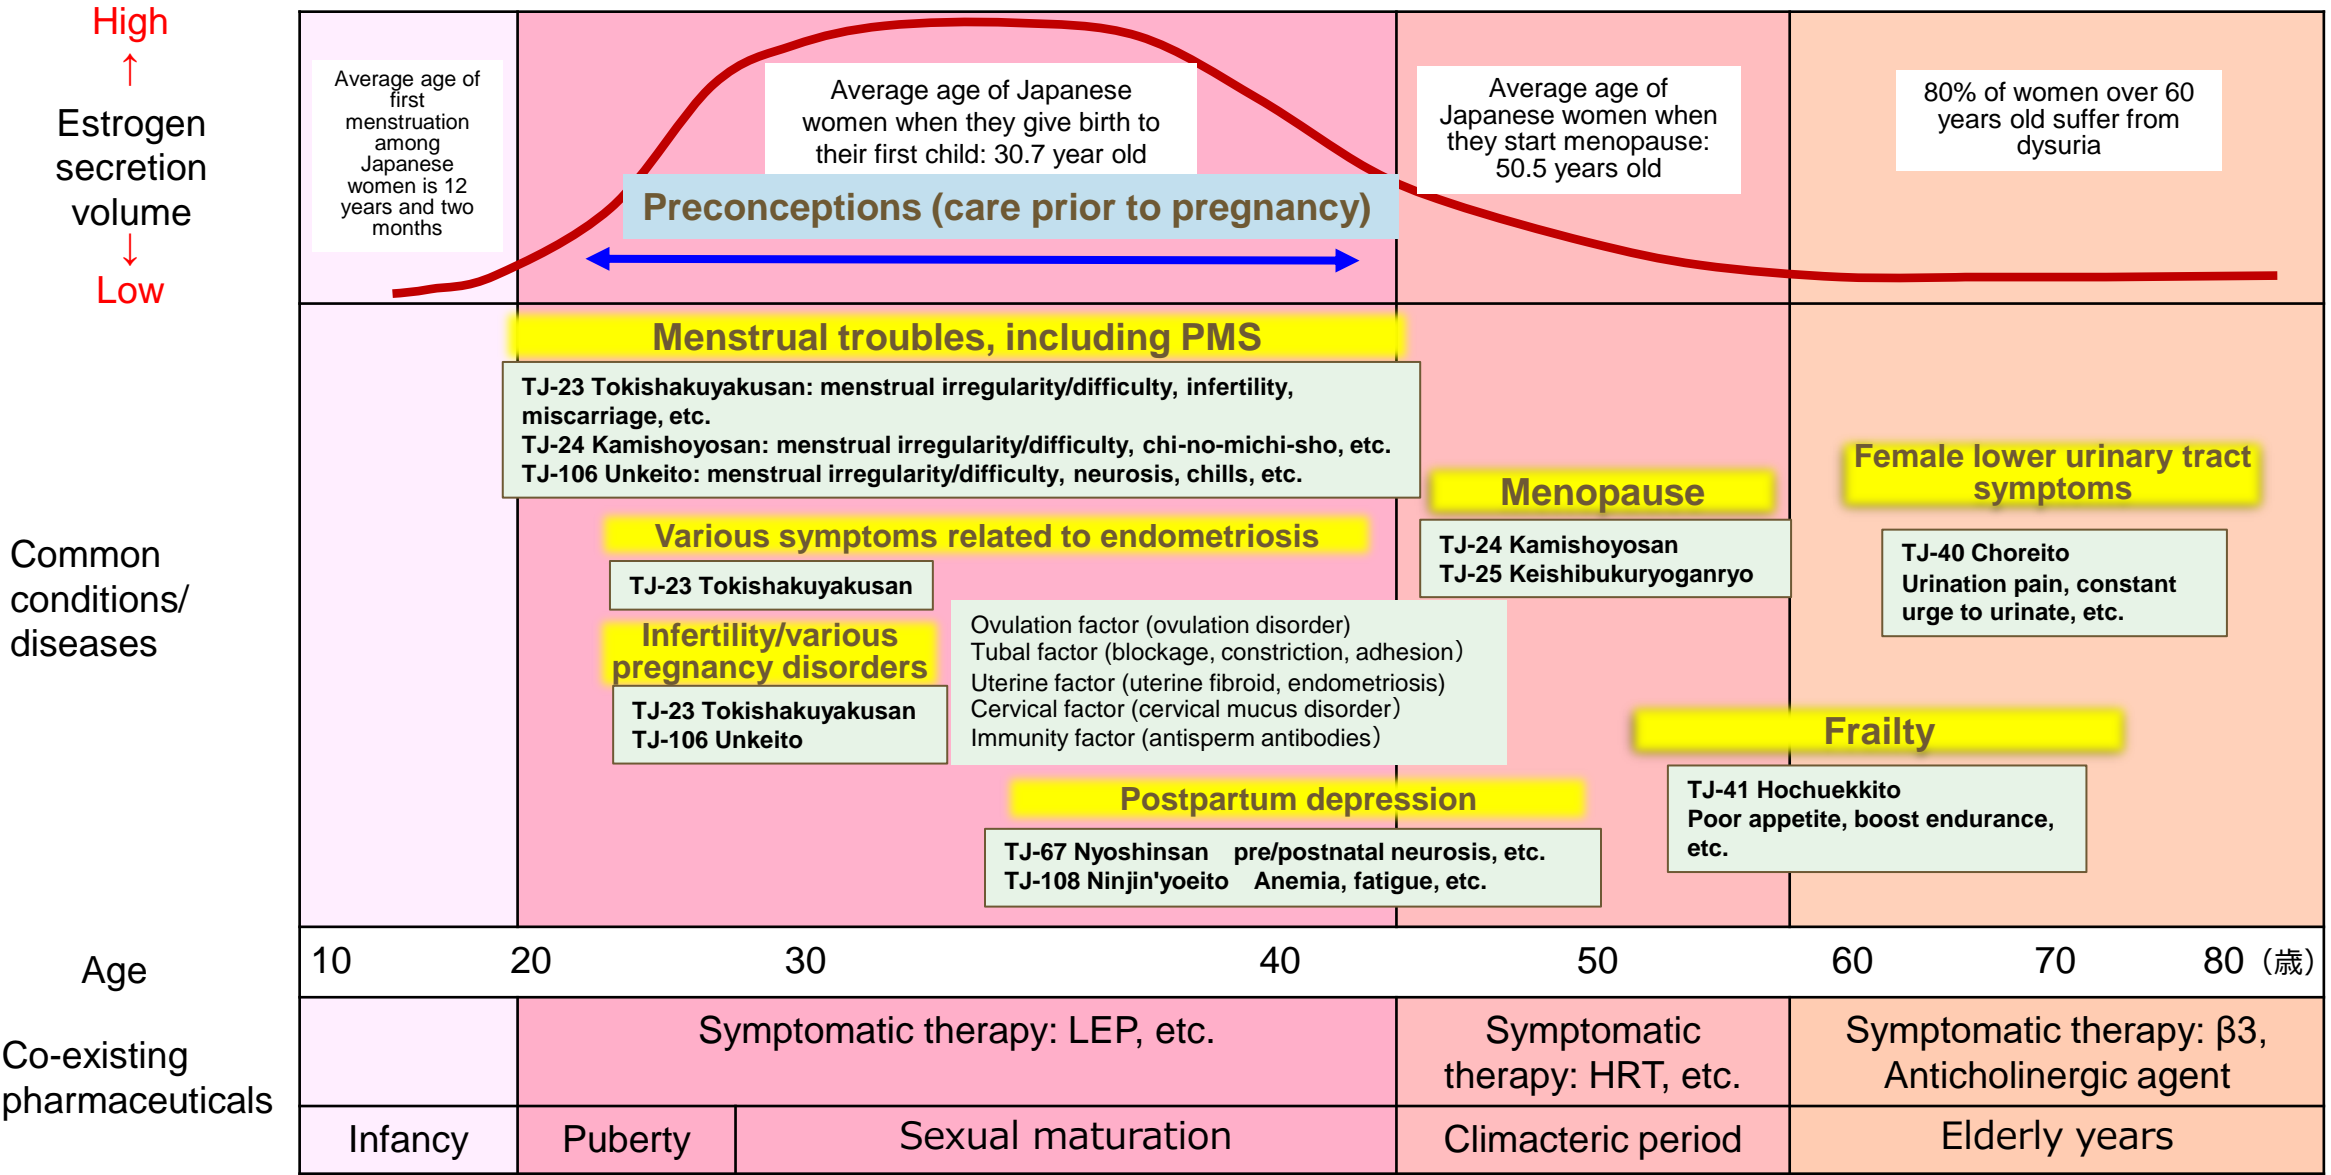 High
↑
Estrogen
secretion
volume
↓
Low
Average age of
first
menstruation
among
Japanese
women is 12
years and two
months
Average age of Japanese
women when they give birth to
their first child: 30.7 year old
Preconceptions (care prior to pregnancy)
Average age of
Japanese women when
they start menopause:
50.5 years old
80% of women over 60
years old suffer from
dysuria
Common
conditions/
diseases
Menstrual troubles, including PMS
TJ-23 Tokishakuyakusan: menstrual irregularity/difficulty, infertility,
miscarriage, etc.
TJ-24 Kamishoyosan: menstrual irregularity/difficulty, chi-no-michi-sho, etc.
TJ-106 Unkeito: menstrual irregularity/difficulty, neurosis, chills, etc.
Various symptoms related to endometriosis
TJ-23 Tokishakuyakusan
Infertility/various
pregnancy disorders
TJ-23 Tokishakuyakusan
TJ-106 Unkeito
Ovulation factor (ovulation disorder)
Tubal factor (blockage, constriction, adhesion）
Uterine factor (uterine fibroid, endometriosis)
Cervical factor (cervical mucus disorder）
Immunity factor (antisperm antibodies）
Postpartum depression
TJ-67 Nyoshinsan　pre/postnatal neurosis, etc.
TJ-108 Ninjin'yoeito　Anemia, fatigue, etc.
Menopause
TJ-24 Kamishoyosan
TJ-25 Keishibukuryoganryo
Female lower urinary tract
symptoms
TJ-40 Choreito
Urination pain, constant
urge to urinate, etc.
Frailty
TJ-41 Hochuekkito
Poor appetite, boost endurance,
etc.
Age
10 20 30 40 50 60 70 80（歳）
Co-existing
pharmaceuticals
Symptomatic therapy: LEP, etc.
Symptomatic
therapy: HRT, etc.
Symptomatic therapy: β3,
Anticholinergic agent
Infancy
Puberty
Sexual maturation
Climacteric period
Elderly years